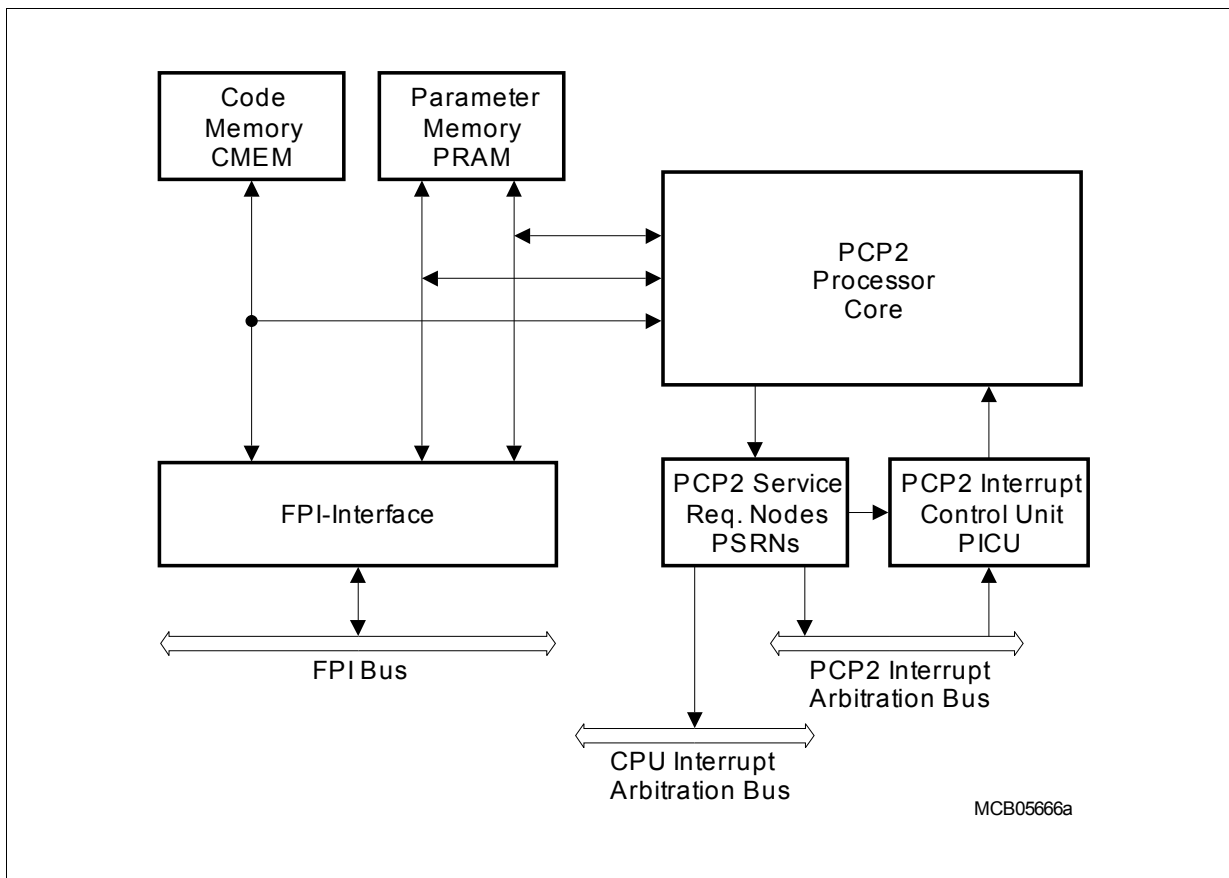 Code
Memory
CMEM
Parameter
Memory
PRAM
PCP2
Processor
Core
FPI-Interface
PCP2 Service
Req. Nodes
PSRNs
PCP2 Interrupt
Control Unit
PICU
FPI Bus
PCP2 Interrupt
Arbitration Bus
CPU Interrupt
Arbitration Bus
MCB05666a